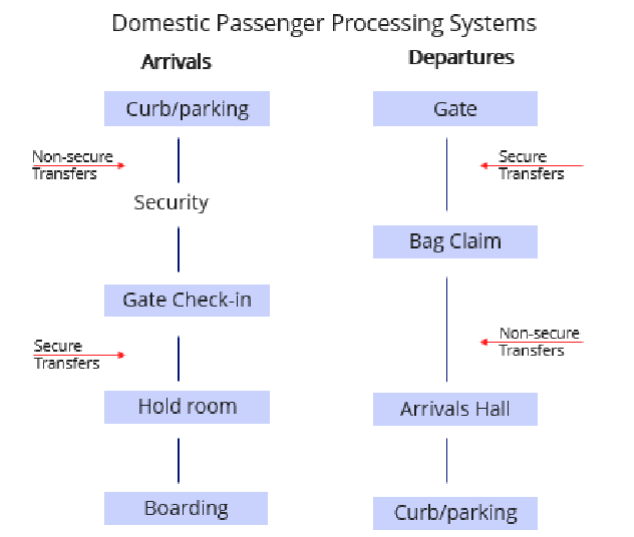 Domestic Passenger Processing Systems
Arrivals
Curb/parking
Non-secure
Transfers
Security
Gate Check-in
Secure
Transfers
Hold room
Boarding
Departures
Gate
Secure
Transfers
Bag Claim
Non-secure
Transfers
Arrivals Hall
Curb/parking